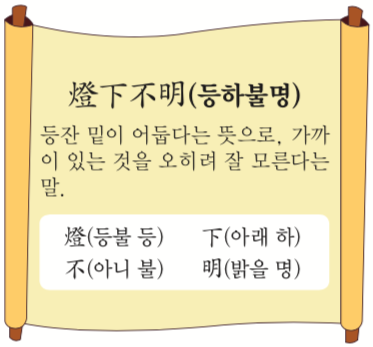 燈下不明(등하불명)
등잔 밑이 어둡다는 뜻으로, 가까
이 있는 것을 오히려 잘 모른다는
말.
燈(등불 등) 下(아래 하)
不(아니 불) 明(밝을 명)